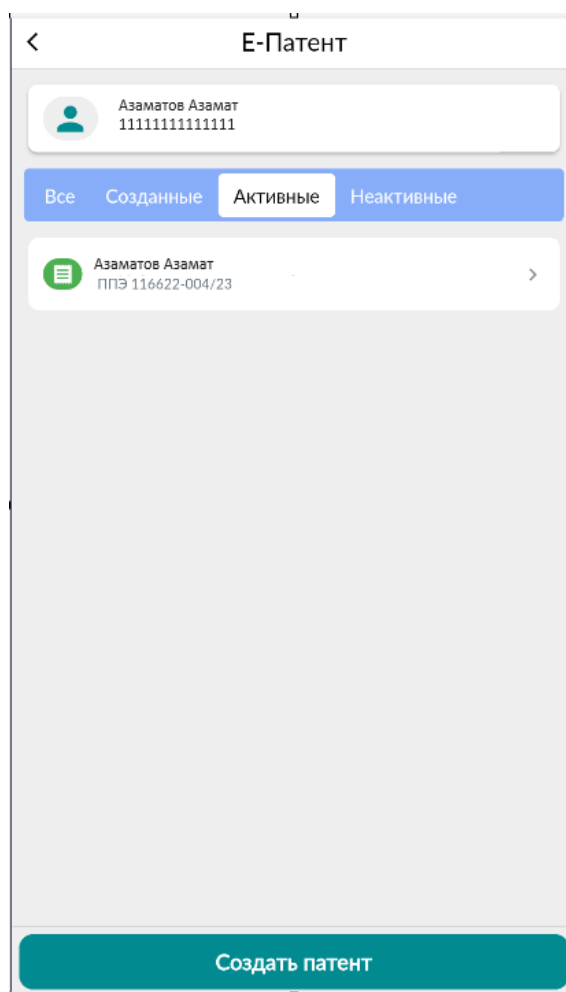 Е-Патент
Азаматов Азамат
11111111111111
Все Созданные Активные Неактивные
Азаматов Азамат
ППЭ 116622-004/23
Создать патент